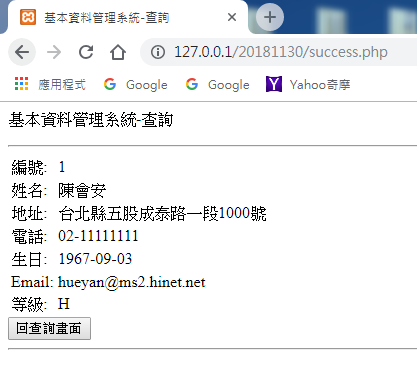 基本資料管理系統-查詢
127.0.0.1/20181130/success.php
應用程式 Google Google Yahoo奇摩
基本資料管理系統-查詢
編號: 1
姓名: 陳會安
地址: 台北縣五股成泰路一段1000號
電話: 02-11111111
生日: 1967-09-03
Email: hueyan@ms2.hinet.net
等級: H
回查詢畫面